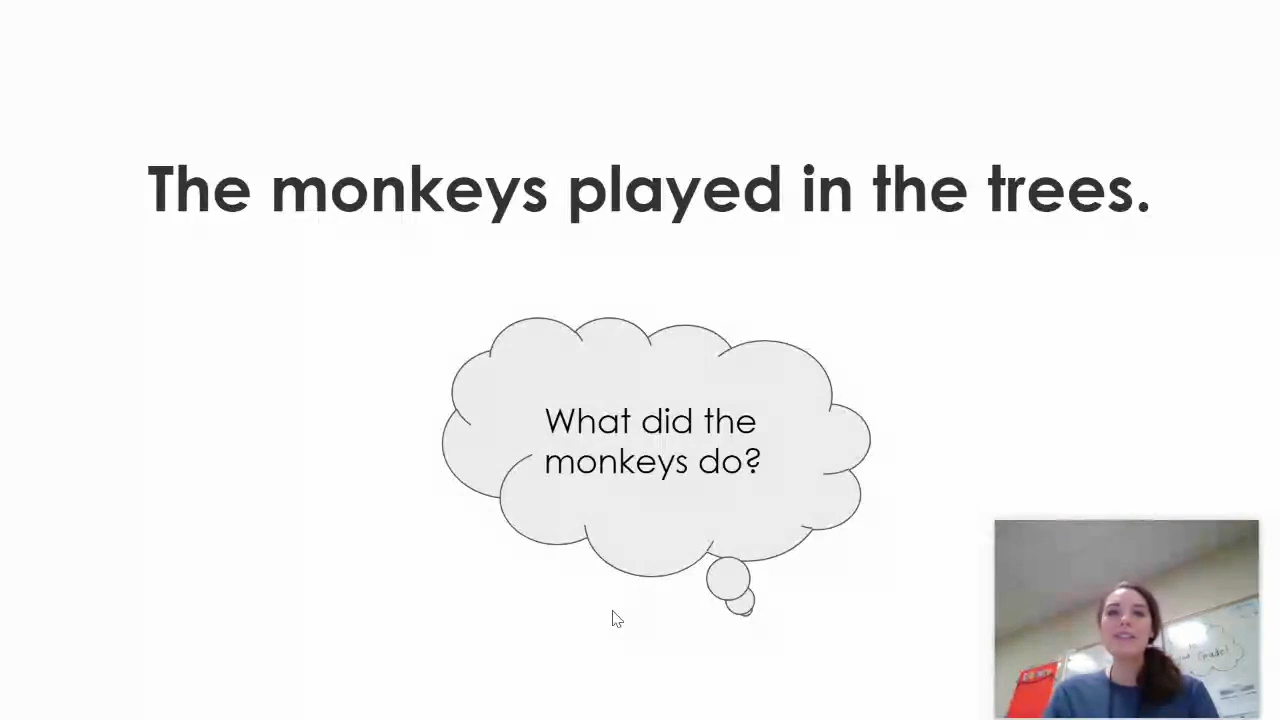 The monkeys played in the trees.
What did the
monkeys do?